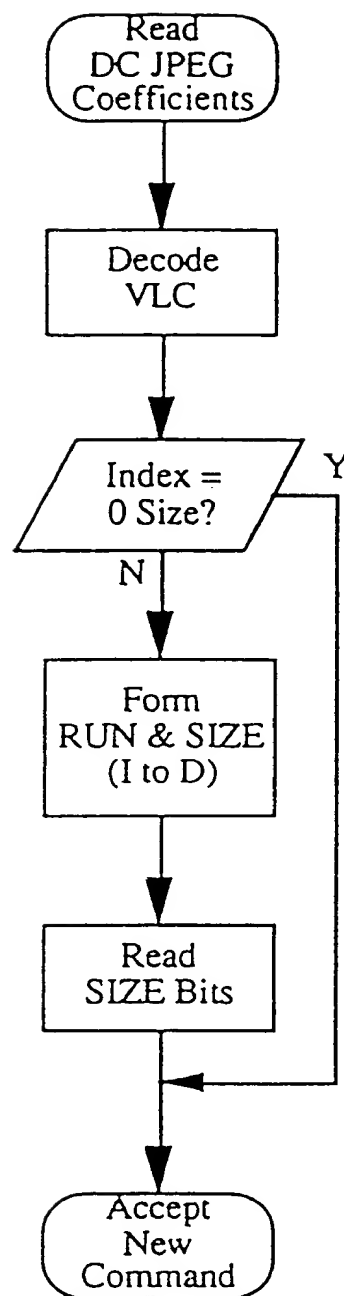 Read
DC JPEG
Coefficients
Decode
VLC
Index =
0 Size?
Y
N
Form
RUN & SIZE
(I to D)
Read
SIZE Bits
Accept
New
Command